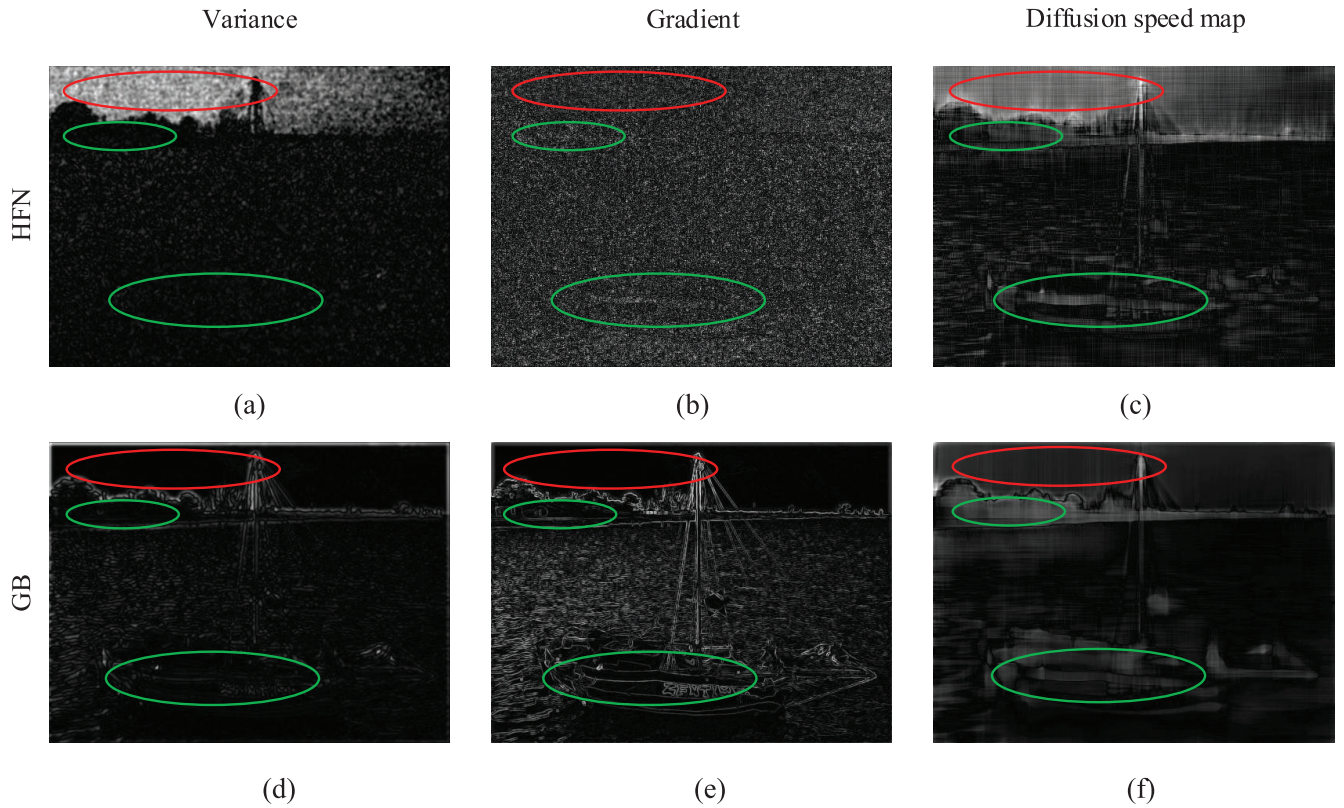 Variance
Gradient
Diffusion speed map
HFN
(a)
(b)
(c)
GB
(d)
(e)
(f)